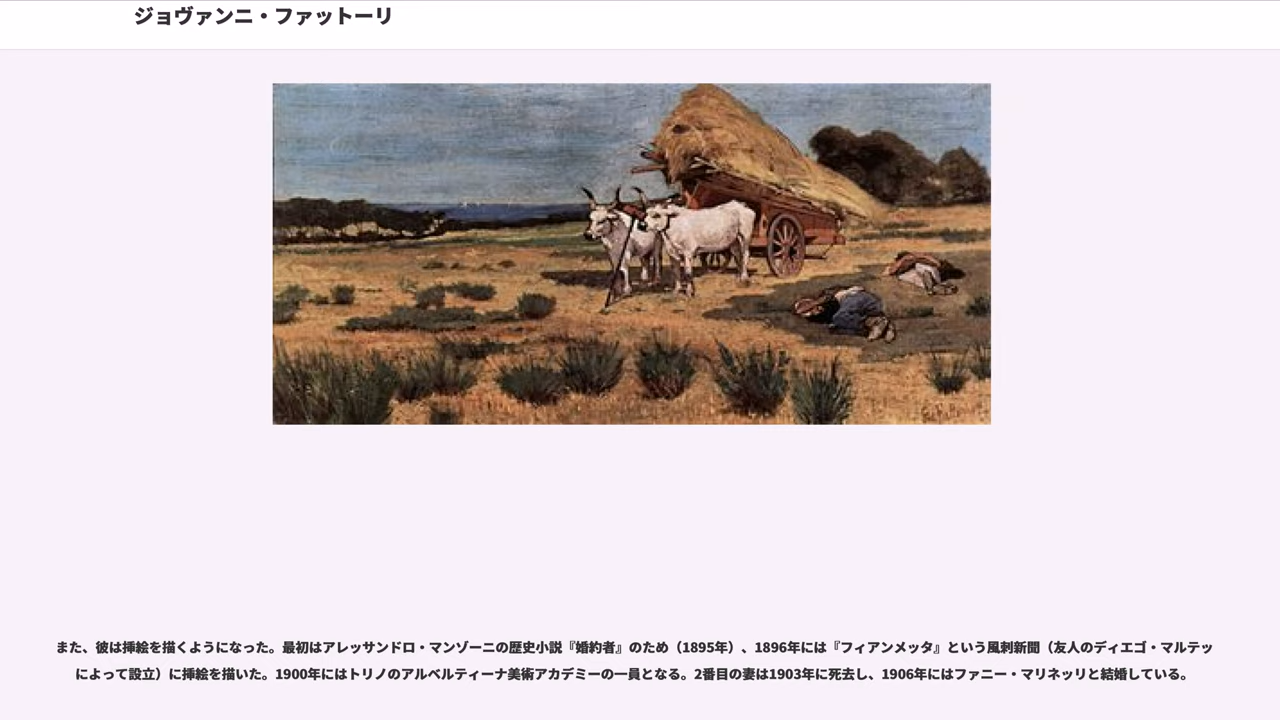 ジョヴァンニ・ファットーリ
また、彼は挿絵を描くようになった。最初はアレッサンドロ・マンゾーニの歴史小説『婚約者』のため（1895年）、1896年には『フィアンメッタ』という風刺新聞（友人のディエゴ・マルテッ
によって設立）に挿絵を描いた。1900年にはトリノのアルベルティーナ美術アカデミーの一員となる。2番目の妻は1903年に死去し、1906年にはファニー・マリネッリと結婚している。